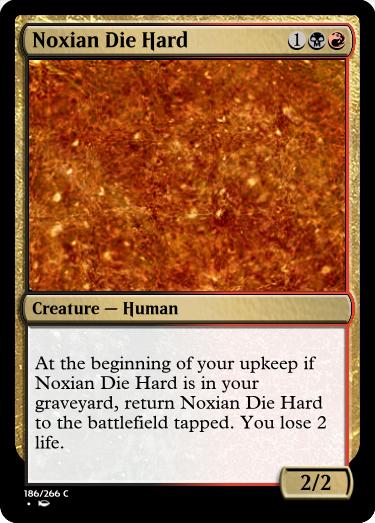 Noxian Die Hard 1
Creature — Human
At the beginning of your upkeep if
Noxian Die Hard is in your
graveyard, return Noxian Die Hard
to the battlefield tapped. You lose 2
life.
2/2
186/266 C